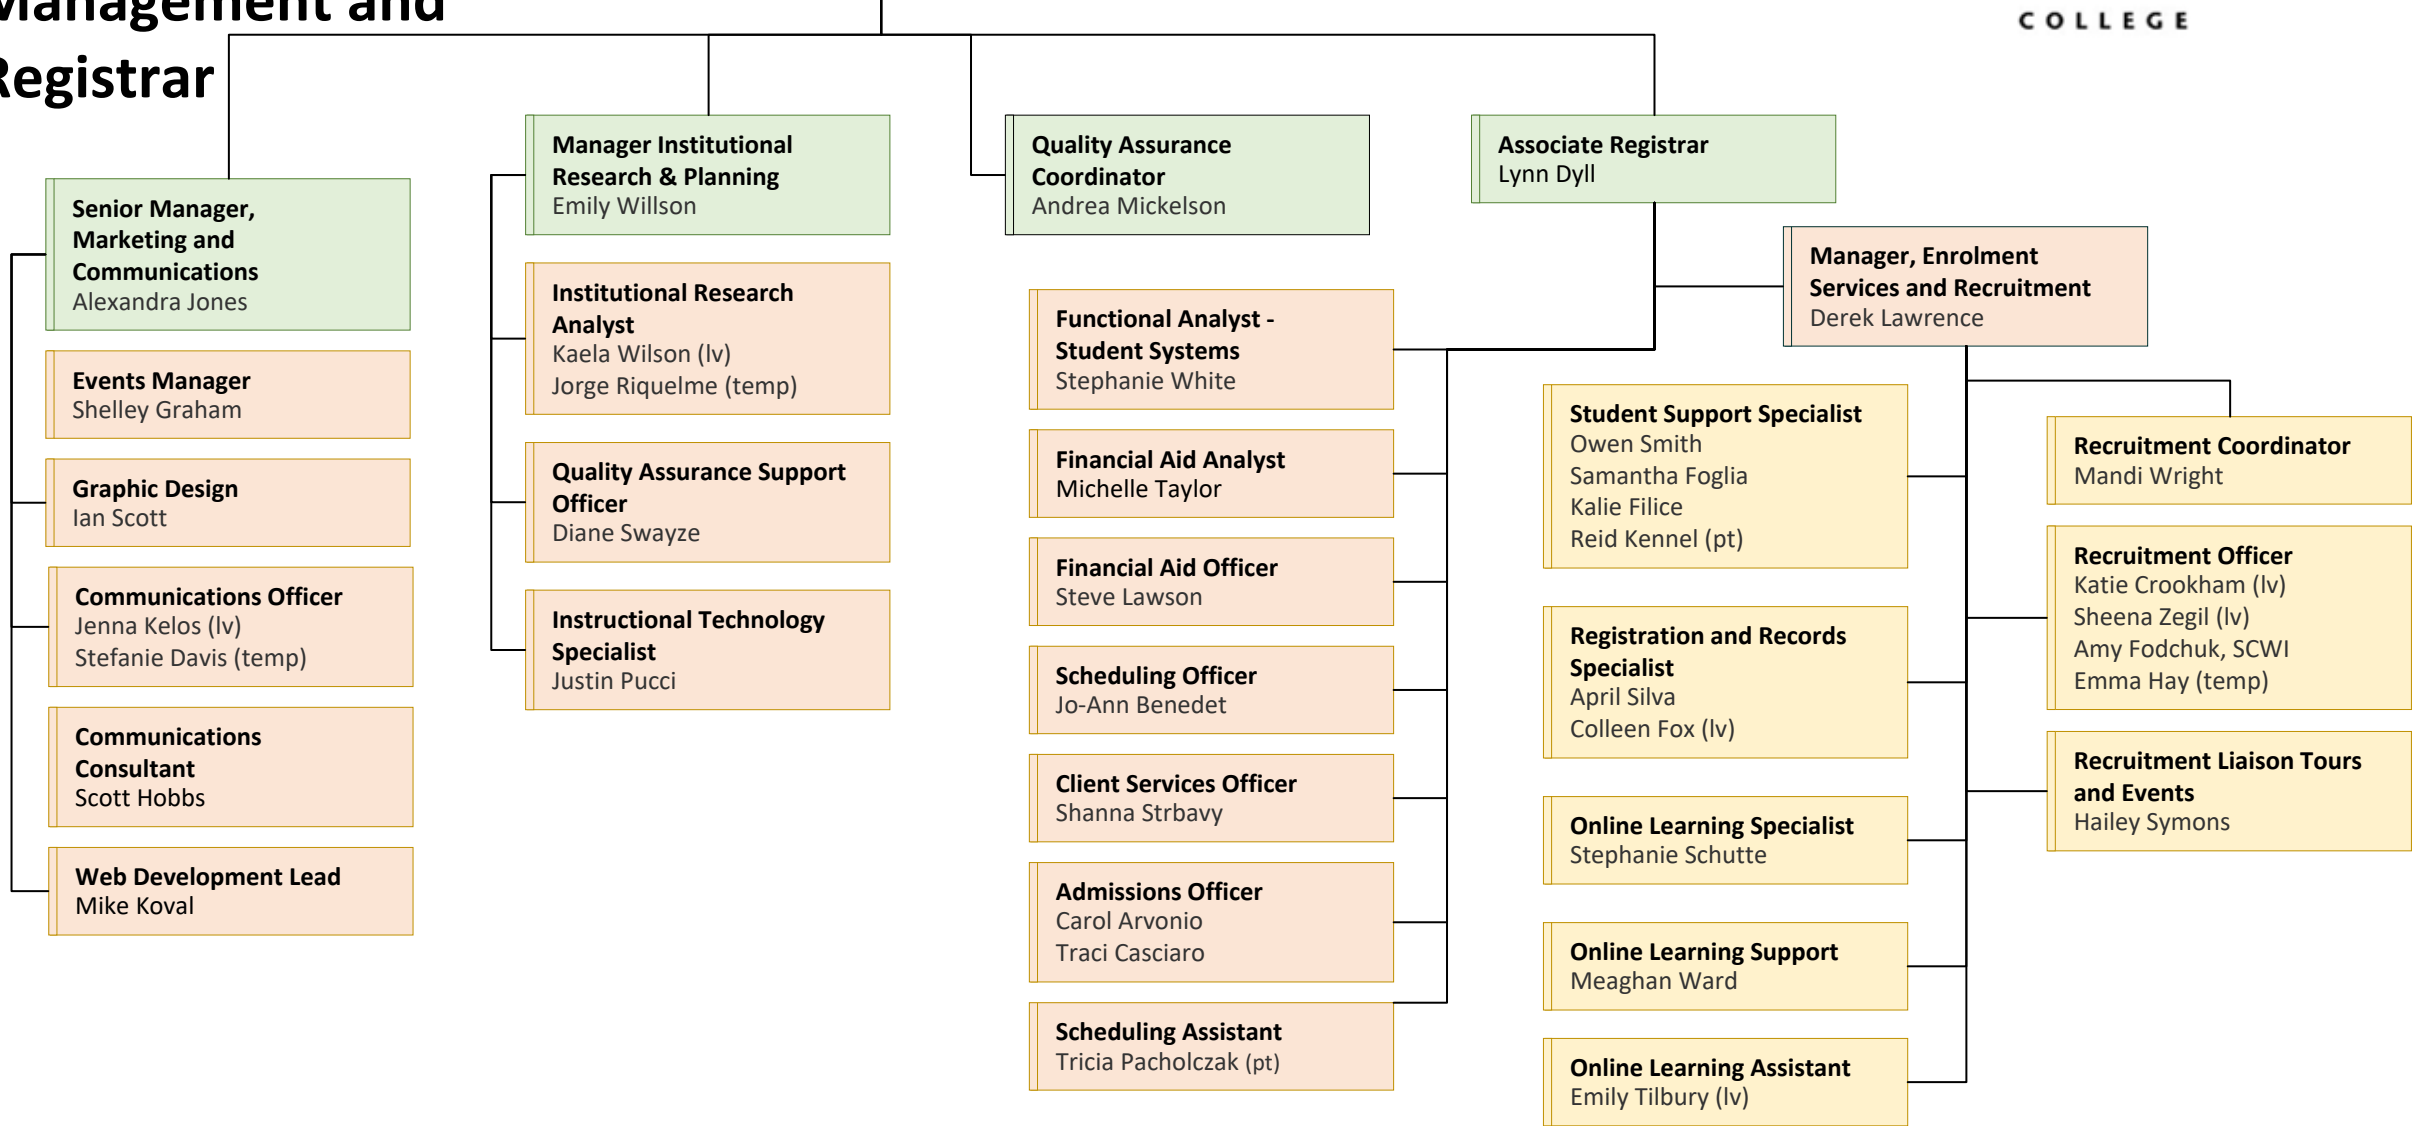 Management and
Registrar
COLLEGE
Senior Manager,
Marketing and
Communications
Alexandra Jones
Events Manager
Shelley Graham
Graphic Design
Ian Scott
Communications Officer
Jenna Kelos (lv)
Stefanie Davis (temp)
Communications
Consultant
Scott Hobbs
Web Development Lead
Mike Koval
Manager Institutional
Research & Planning
Emily Willson
Institutional Research
Analyst
Kaela Wilson (lv)
Jorge Riquelme (temp)
Quality Assurance Support
Officer
Diane Swayze
Instructional Technology
Specialist
Justin Pucci
Quality Assurance
Coordinator
Andrea Mickelson
Associate Registrar
Lynn Dyll
Functional Analyst -
Student Systems
Stephanie White
Financial Aid Analyst
Michelle Taylor
Financial Aid Officer
Steve Lawson
Scheduling Officer
Jo-Ann Benedet
Client Services Officer
Shanna Strbavy
Admissions Officer
Carol Arvonio
Traci Casciaro
Scheduling Assistant
Tricia Pacholczak (pt)
Manager, Enrolment
Services and Recruitment
Derek Lawrence
Student Support Specialist
Owen Smith
Samantha Foglia
Kalie Filice
Reid Kennel (pt)
Registration and Records
Specialist
April Silva
Colleen Fox (lv)
Online Learning Specialist
Stephanie Schutte
Online Learning Support
Meaghan Ward
Online Learning Assistant
Emily Tilbury (lv)
Recruitment Coordinator
Mandi Wright
Recruitment Officer
Katie Crookham (lv)
Sheena Zegil (lv)
Amy Fodchuk, SCWI
Emma Hay (temp)
Recruitment Liaison Tours
and Events
Hailey Symons